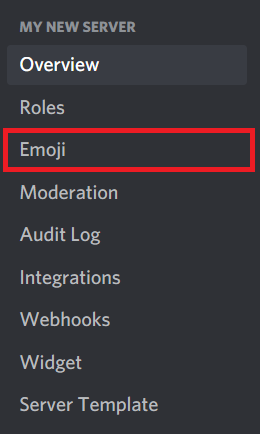 MY NEW SERVER
Overview
Roles
Emoji
Moderation
Audit Log
Integrations
Webhooks
Widget
Server Template